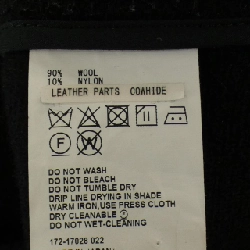 90% WOOL
10% NYLON
LEATHER PARTS COWHIDE
F W
DO NOT WASH
DO NOT BLEACH
DO NOT TUMBLE DRY
DRIP LINE DRYING IN SHADE
WARM IRON, USE PRESS CLOTH
DRY CLEANABLE Ⓕ
DO NOT WET-CLEANING
172-17028 022